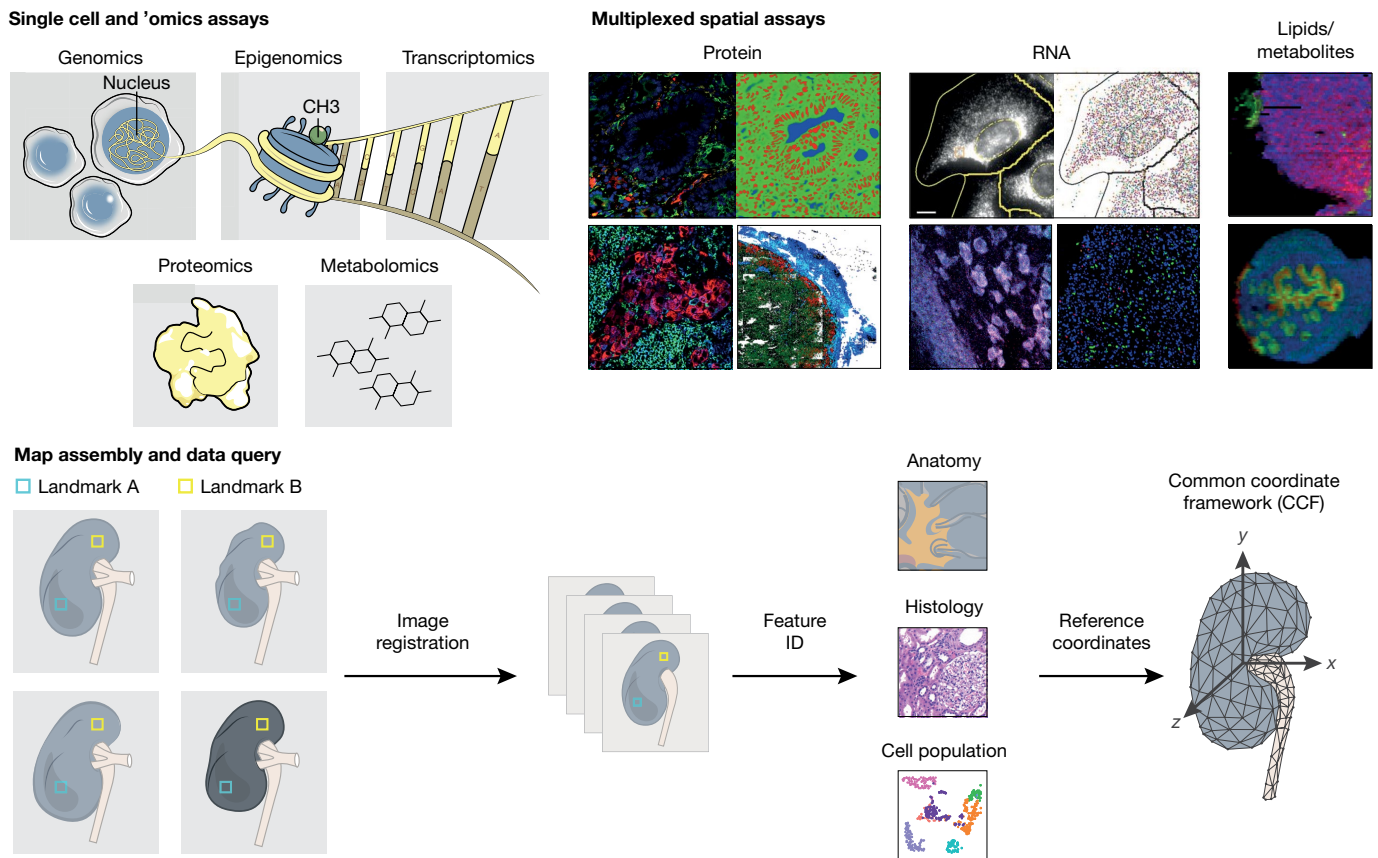 Single cell and ’omics assays
Genomics
Epigenomics
Transcriptomics
Nucleus
CH3
Proteomics
Metabolomics
Multiplexed spatial assays
Protein
RNA
Lipids/
metabolites
Map assembly and data query
Landmark A
Landmark B
Image
registration
Feature
ID
Anatomy
Histology
Cell population
Reference
coordinates
Common coordinate
framework (CCF)
y
x
z